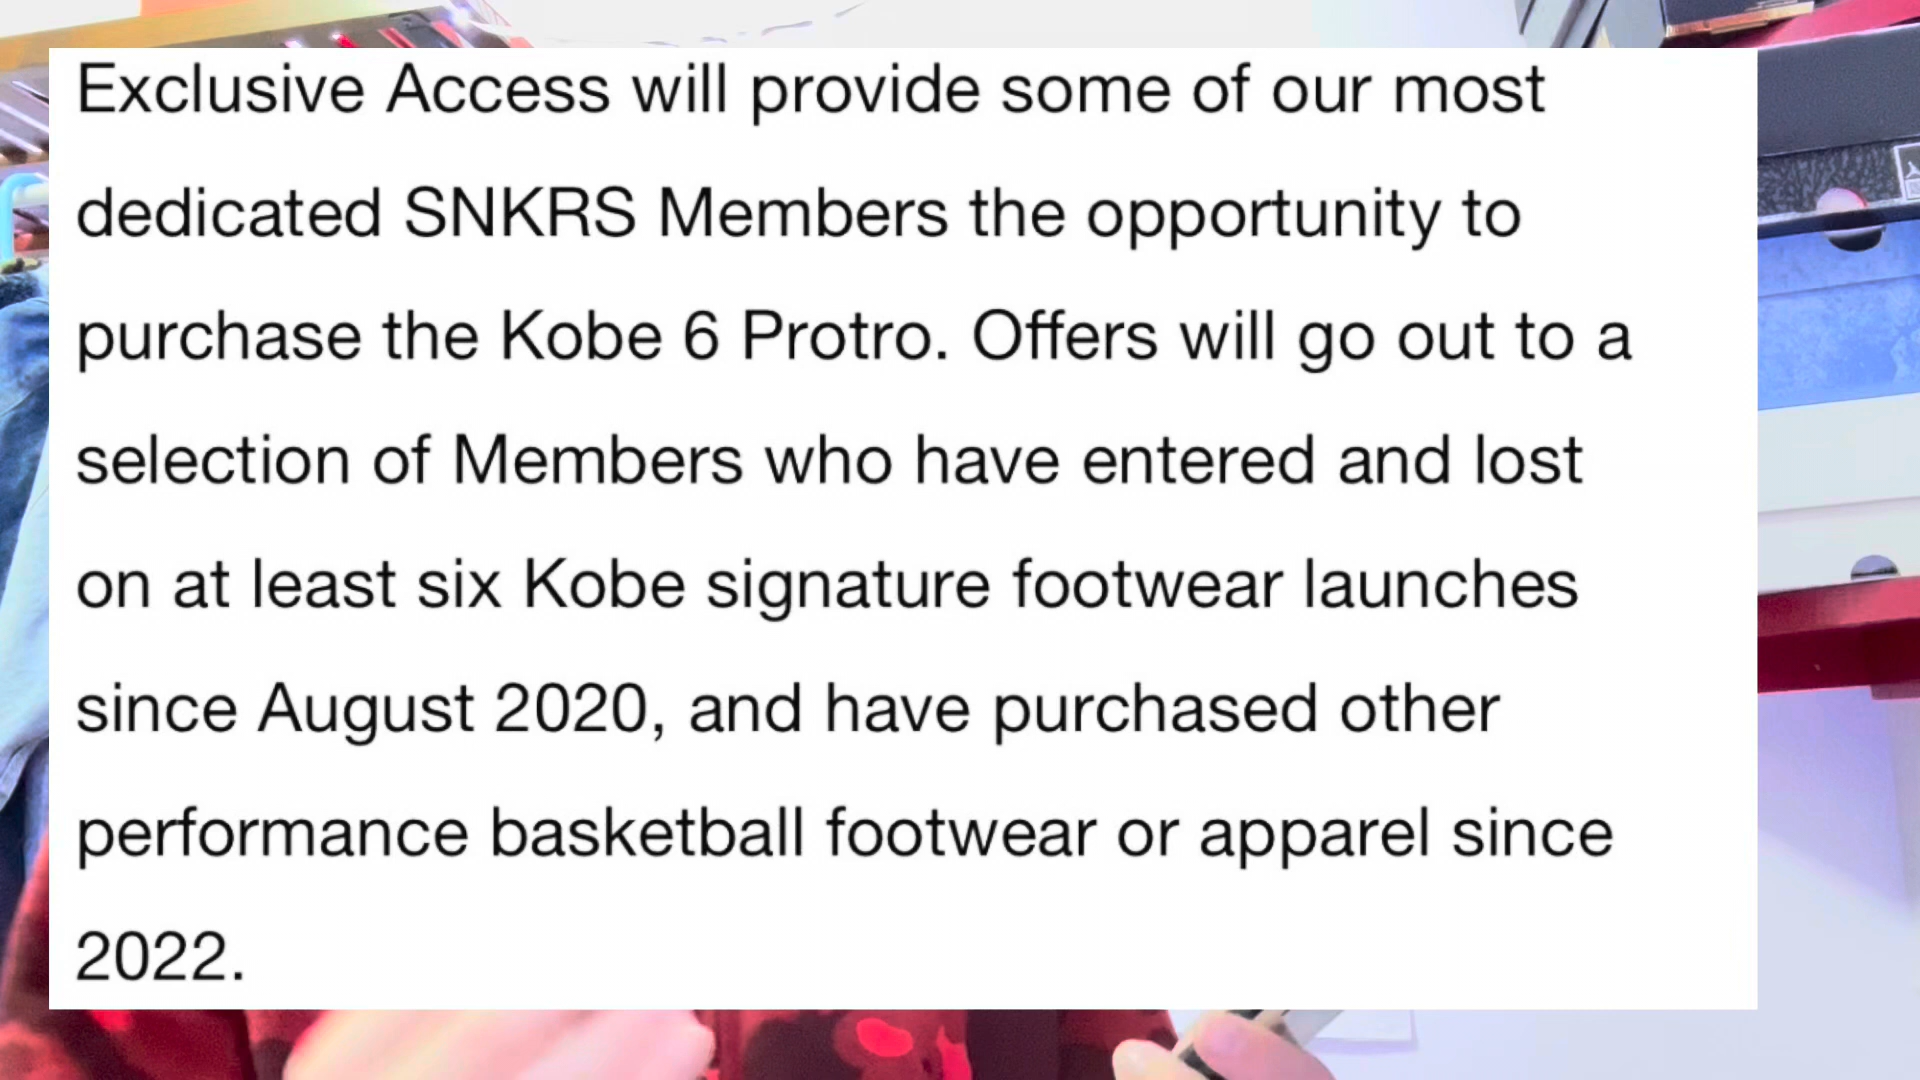 Exclusive Access will provide some of our most
dedicated SNKRS Members the opportunity to
purchase the Kobe 6 Protro. Offers will go out to a
selection of Members who have entered and lost
on at least six Kobe signature footwear launches
since August 2020, and have purchased other
performance basketball footwear or apparel since
2022.